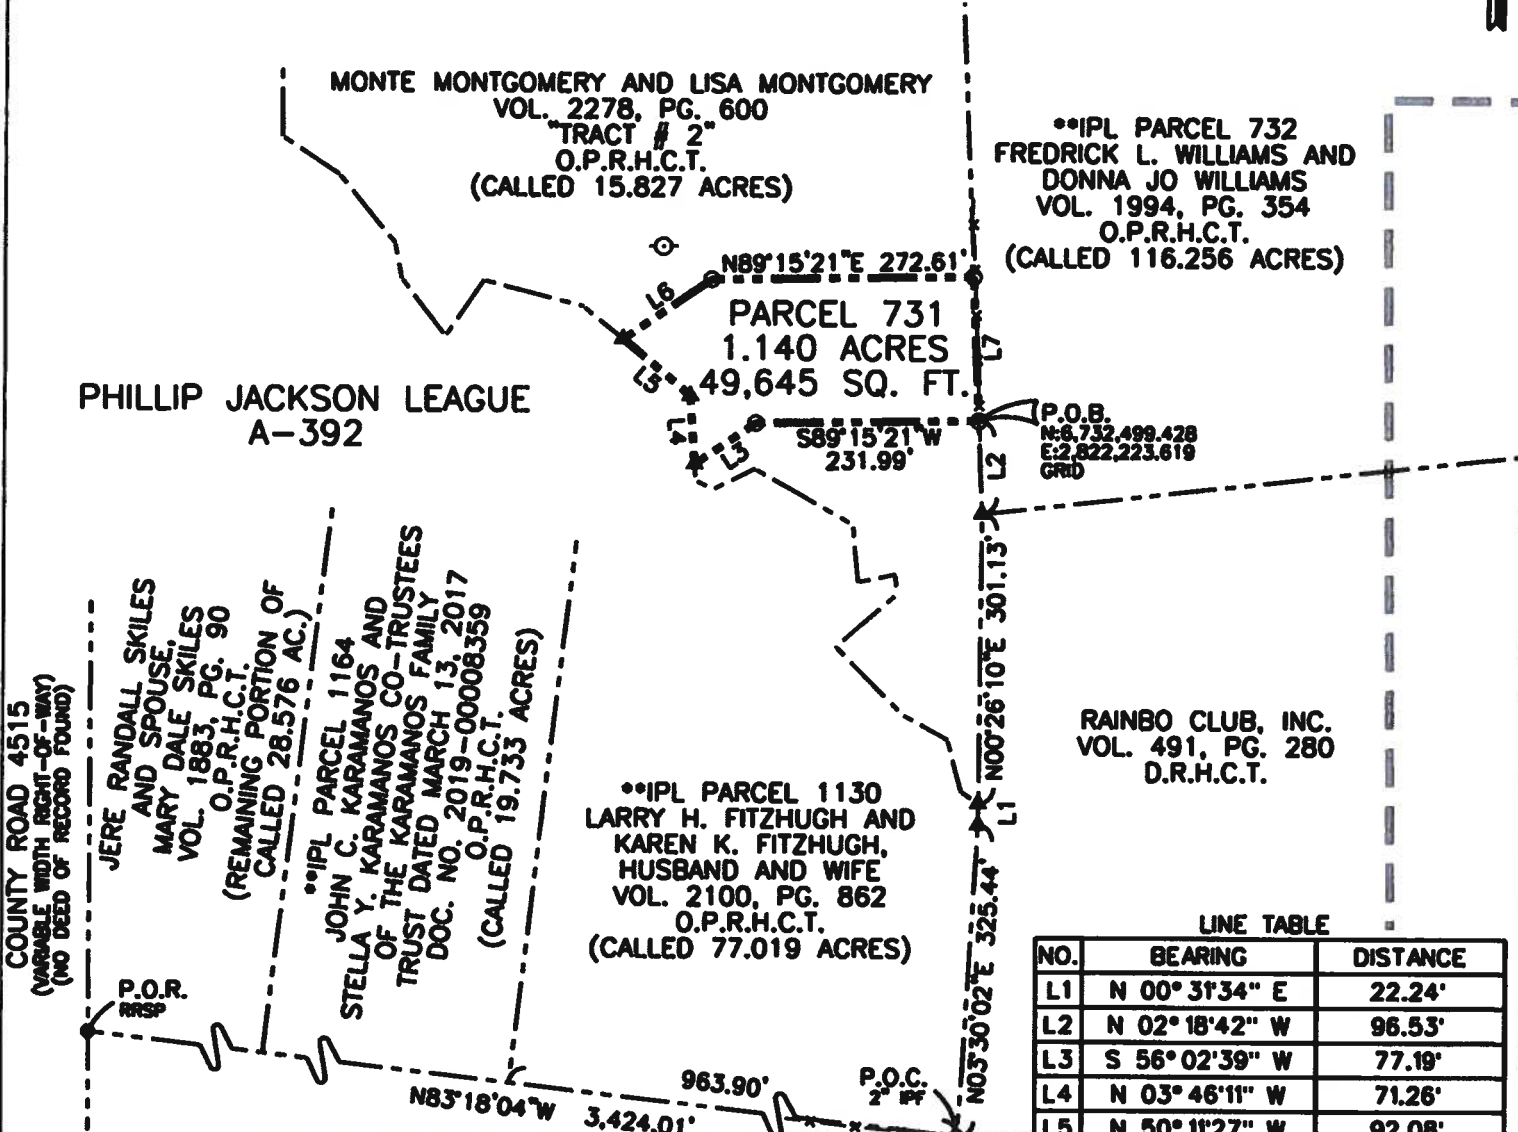 MONTE MONTGOMERY AND LISA MONTGOMERY
VOL. 2278, PG. 600
"TRACT # 2"
O.P.R.H.C.T.
(CALLED 15.827 ACRES)
**IPL PARCEL 732
FREDRICK L. WILLIAMS AND
DONNA JO WILLIAMS
VOL. 1994, PG. 354
O.P.R.H.C.T.
(CALLED 116.256 ACRES)
N89°15'21"E 272.61'
L6
PARCEL 731
1.140 ACRES
49,645 SQ. FT.
L7
L5
L4
L3
S89°15'21"W
231.99'
P.O.B.
N:6,732,499.428
E:2,822,223.619
GRID
L2
PHILLIP JACKSON LEAGUE
A-392
N00°26'10"E 301.13'
L1
N03°30'02"E 325.44'
RAINBO CLUB, INC.
VOL. 491, PG. 280
D.R.H.C.T.
COUNTY ROAD 4515
(VARIABLE WIDTH RIGHT-OF-WAY)
(NO DEED OF RECORD FOUND)
JERE RANDALL SKILES
AND SPOUSE,
MARY DALE SKILES
VOL. 1883, PG. 90
O.P.R.H.C.T.
(REMAINING PORTION OF
CALLED 28.576 AC.)
**IPL PARCEL 1164
JOHN C. KARAMANOS AND
STELLA Y. KARAMANOS CO-TRUSTEES
OF THE KARAMANOS FAMILY
TRUST DATED MARCH 13, 2017
DOC. NO. 2019-00008359
O.P.R.H.C.T.
(CALLED 19.733 ACRES)
**IPL PARCEL 1130
LARRY H. FITZHUGH AND
KAREN K. FITZHUGH,
HUSBAND AND WIFE
VOL. 2100, PG. 862
O.P.R.H.C.T.
(CALLED 77.019 ACRES)
P.O.R.
RRSP
N83°18'04"W 3,424.01'
963.90'
P.O.C.
2" IPF
LINE TABLE
NO. BEARING DISTANCE
L1 N 00°31'34" E 22.24'
L2 N 02°18'42" W 96.53'
L3 S 56°02'39" W 77.19'
L4 N 03°46'11" W 71.26'
L5 N 50°11'27" W 92.08'